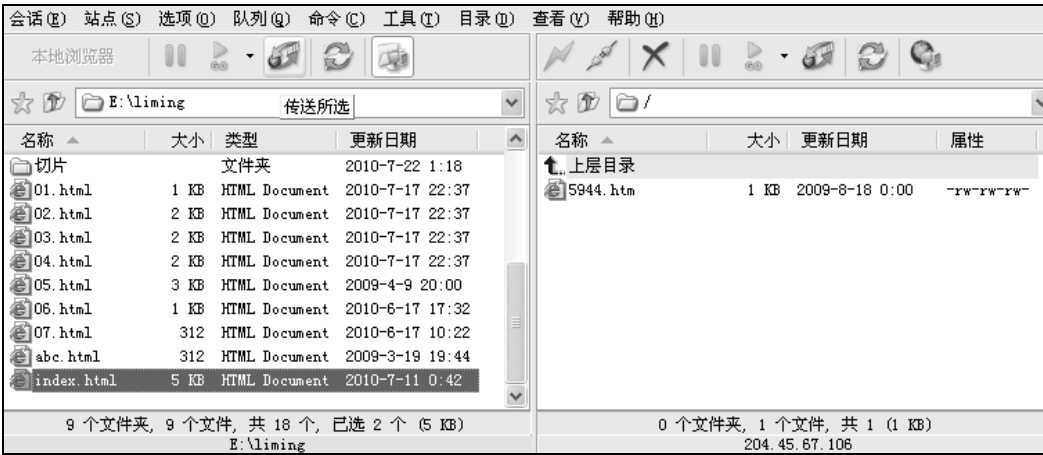 会话(E) 站点(S) 选项(O) 队列(Q) 命令(C) 工具(T) 目录(D) 查看(V) 帮助(H)
本地浏览器
E:\liming
传送所选
/
名称 大小 类型 更新日期
切片 文件夹 2010-7-22 1:18
01.html 1 KB HTML Document 2010-7-17 22:37
02.html 2 KB HTML Document 2010-7-17 22:37
03.html 2 KB HTML Document 2010-7-17 22:37
04.html 2 KB HTML Document 2010-7-17 22:37
05.html 3 KB HTML Document 2009-4-9 20:00
06.html 1 KB HTML Document 2010-6-17 17:32
07.html 312 HTML Document 2010-6-17 10:22
abc.html 312 HTML Document 2009-3-19 19:44
index.html 5 KB HTML Document 2010-7-11 0:42
9 个文件夹, 9 个文件, 共 18 个, 已选 2 个 (5 KB)
E:\liming
名称 大小 更新日期 属性
上层目录
5944.htm 1 KB 2009-8-18 0:00 -rw-rw-rw-
0 个文件夹, 1 个文件, 共 1 (1 KB)
204.45.67.106